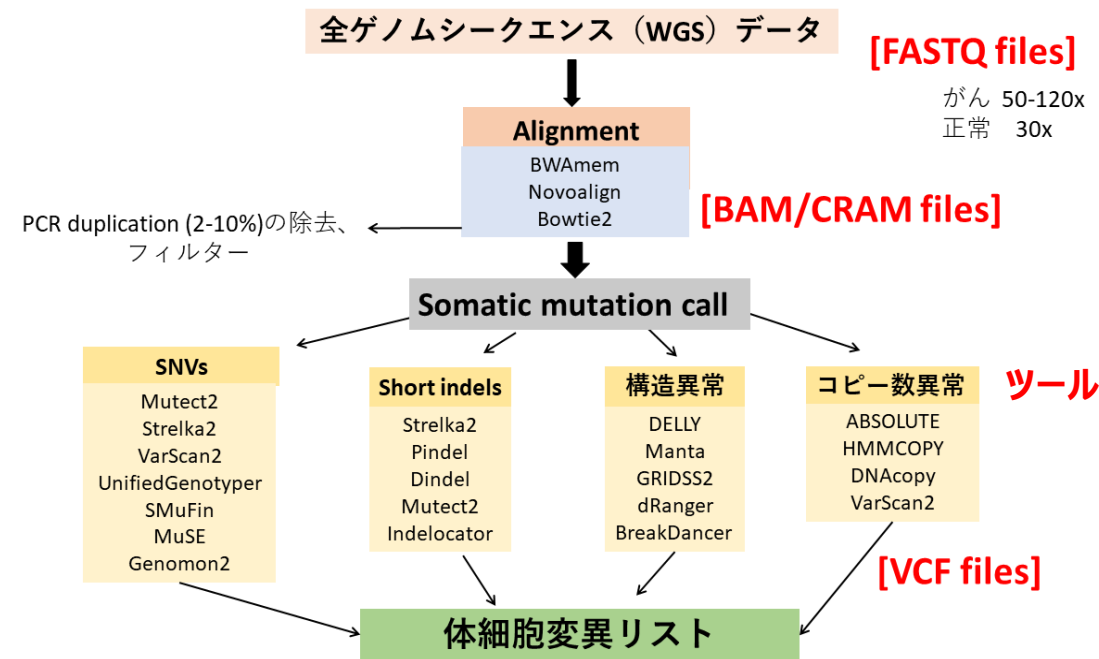 全ゲノムシークエンス（WGS）データ
[FASTQ files]
がん 50-120x
正常 30x
Alignment
BWAmem
Novoalign
Bowtie2
[BAM/CRAM files]
PCR duplication (2-10%)の除去、
フィルター
Somatic mutation call
SNVs
Mutect2
Strelka2
VarScan2
UnifiedGenotyper
SMuFin
MuSE
Genomon2
Short indels
Strelka2
Pindel
Dindel
Mutect2
Indelocator
構造異常
DELLY
Manta
GRIDSS2
dRanger
BreakDancer
コピー数異常
ABSOLUTE
HMMCOPY
DNAcopy
VarScan2
ツール
[VCF files]
体細胞変異リスト